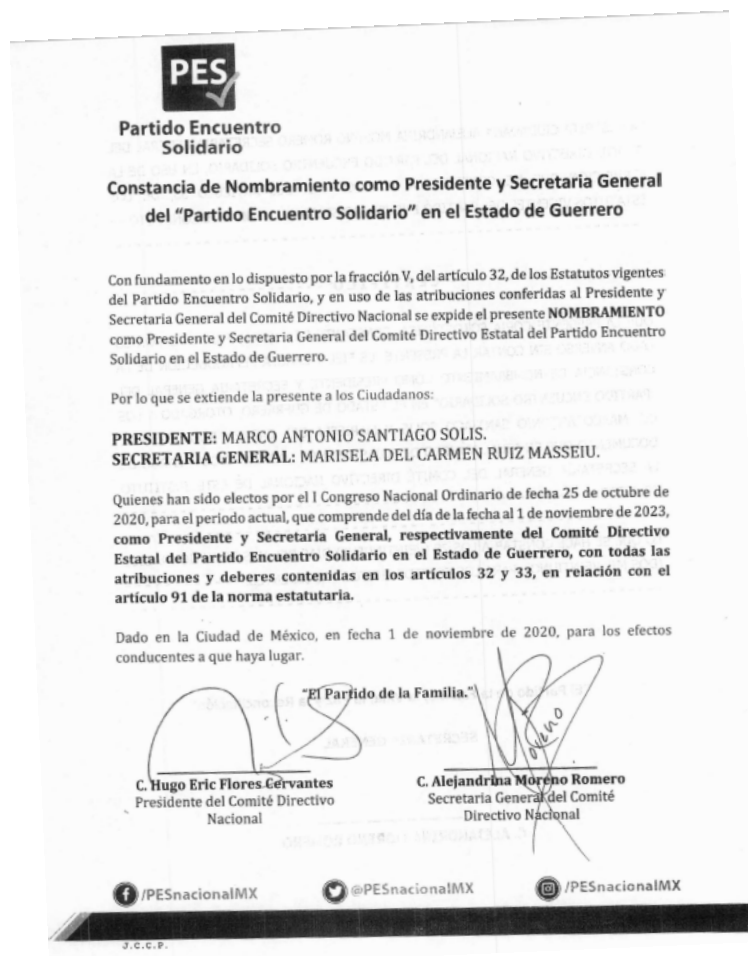 PES
Partido Encuentro
Solidario
Constancia de Nombramiento como Presidente y Secretaria General
del "Partido Encuentro Solidario" en el Estado de Guerrero
Con fundamento en lo dispuesto por la fracción V, del artículo 32, de los Estatutos vigentes
del Partido Encuentro Solidario, y en uso de las atribuciones conferidas al Presidente y
Secretaria General del Comité Directivo Nacional se expide el presente NOMBRAMIENTO
como Presidente y Secretaria General del Comité Directivo Estatal del Partido Encuentro
Solidario en el Estado de Guerrero.
Por lo que se extiende la presente a los Ciudadanos:
PRESIDENTE: MARCO ANTONIO SANTIAGO SOLIS.
SECRETARIA GENERAL: MARISELA DEL CARMEN RUIZ MASSEIU.
Quienes han sido electos por el I Congreso Nacional Ordinario de fecha 25 de octubre de
2020, para el periodo actual, que comprende del día de la fecha al 1 de noviembre de 2023,
como Presidente y Secretaria General, respectivamente del Comité Directivo
Estatal del Partido Encuentro Solidario en el Estado de Guerrero, con todas las
atribuciones y deberes contenidas en los artículos 32 y 33, en relación con el
artículo 91 de la norma estatutaria.
Dado en la Ciudad de México, en fecha 1 de noviembre de 2020, para los efectos
conducentes a que haya lugar.
"El Partido de la Familia."
C. Hugo Eric Flores Cervantes
Presidente del Comité Directivo
Nacional
C. Alejandrina Moreno Romero
Secretaria General del Comité
Directivo Nacional
/PESnacionalMX
@PESnacionalMX
/PESnacionalMX
J.C.C.P.